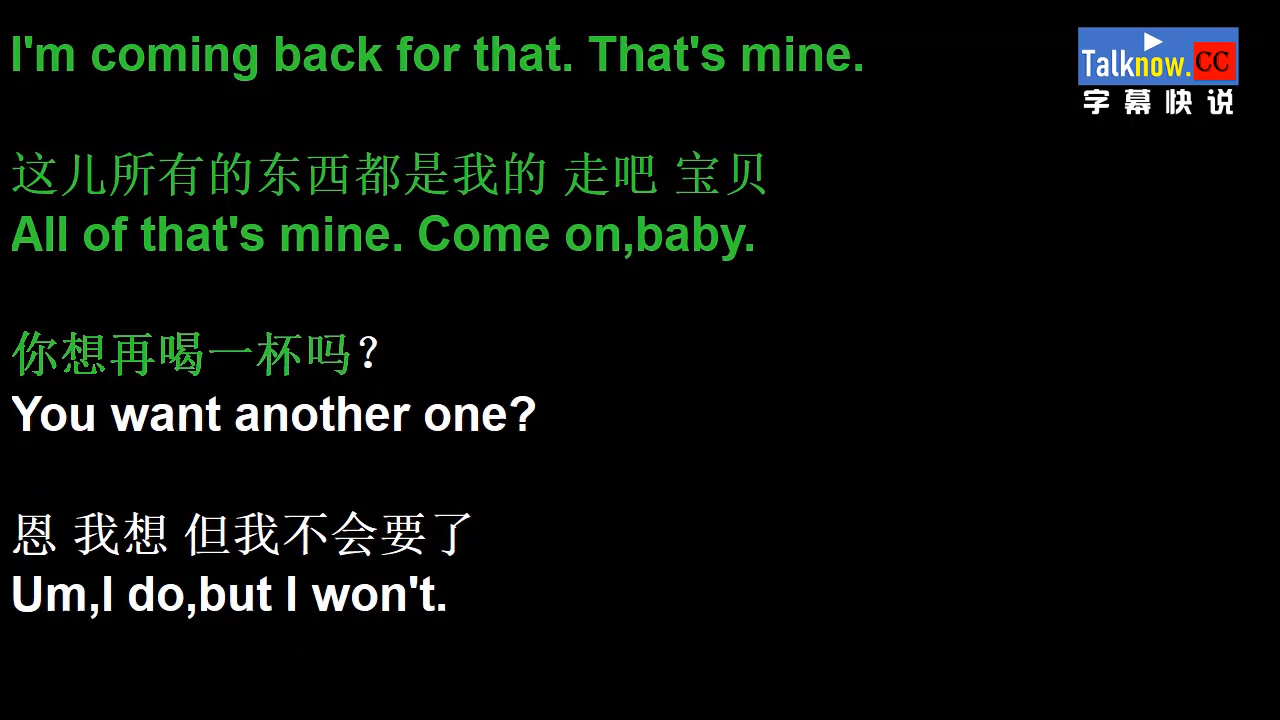 I'm coming back for that. That's mine.
Talknow.CC
字幕快说
这儿所有的东西都是我的 走吧 宝贝
All of that's mine. Come on,baby.
你想再喝一杯吗？
You want another one?
恩 我想 但我不会要了
Um,I do,but I won't.